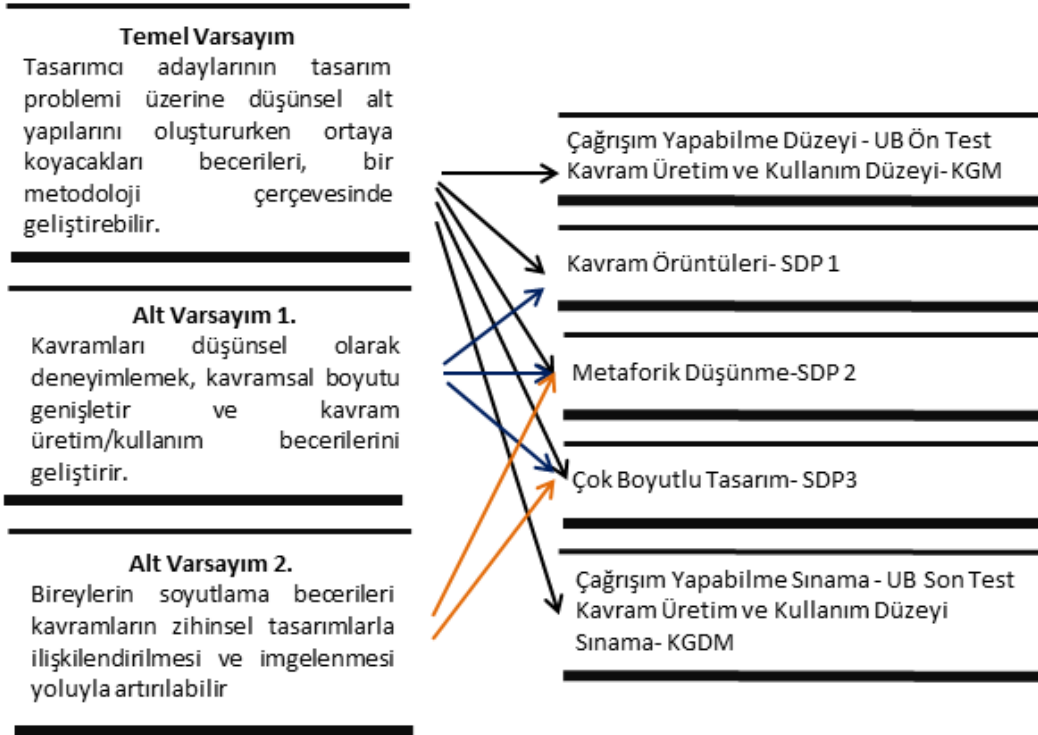 Temel Varsayım
Tasarımcı adaylarının tasarım
problemi üzerine düşünsel alt
yapılarını oluştururken ortaya
koyacakları becerileri, bir
metodoloji çerçevesinde
geliştirebilir.
Alt Varsayım 1.
Kavramları düşünsel olarak
deneyimlemek, kavramsal boyutu
genişletir ve kavram
üretim/kullanım becerilerini
geliştirir.
Alt Varsayım 2.
Bireylerin soyutlama becerileri
kavramların zihinsel tasarımlarla
ilişkilendirilmesi ve imgelenmesi
yoluyla artırılabilir
Çağrışım Yapabilme Düzeyi - UB Ön Test
Kavram Üretim ve Kullanım Düzeyi- KGM
Kavram Örüntüleri- SDP 1
Metaforik Düşünme-SDP 2
Çok Boyutlu Tasarım- SDP3
Çağrışım Yapabilme Sınama - UB Son Test
Kavram Üretim ve Kullanım Düzeyi
Sınama- KGDM